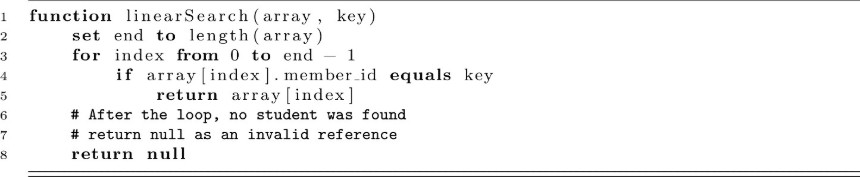 1 function linearSearch(array, key)
2 set end to length(array)
3 for index from 0 to end − 1
4 if array[index].member_id equals key
5 return array[index]
6 # After the loop, no student was found
7 # return null as an invalid reference
8 return null